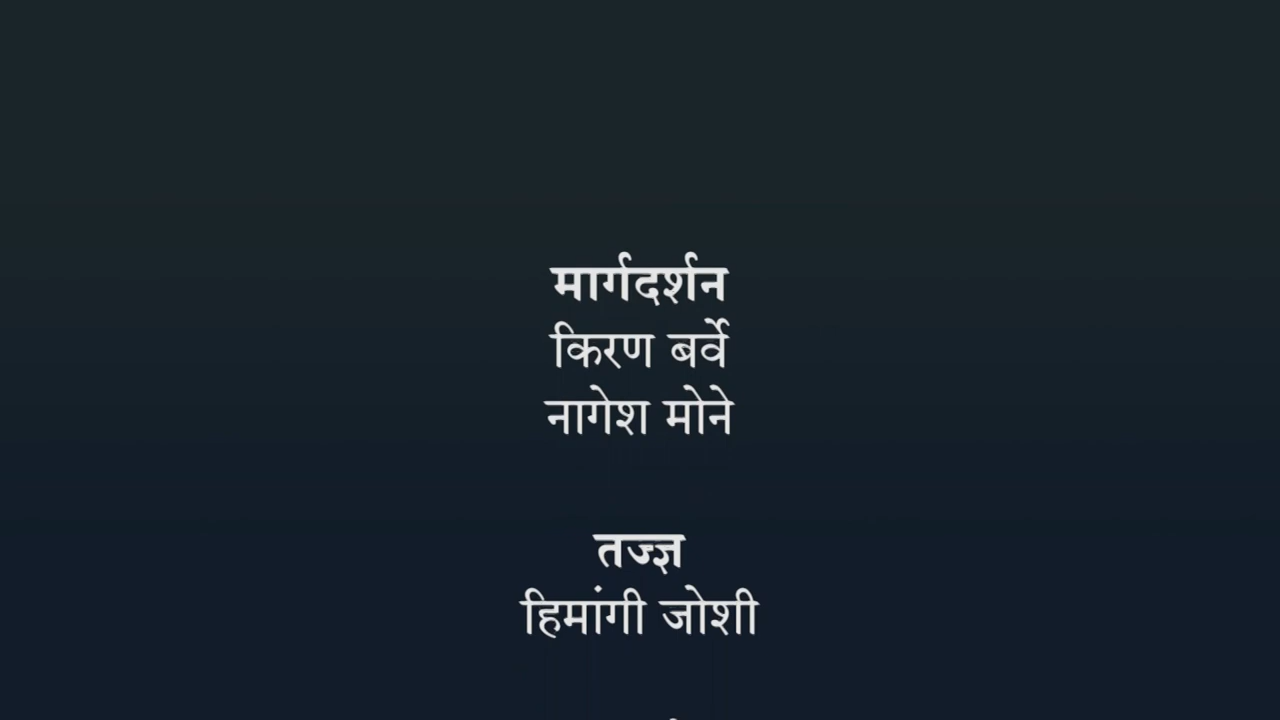 मार्गदर्शन
किरण बर्वे
नागेश मोने
तज्ज्ञ
हिमांगी जोशी